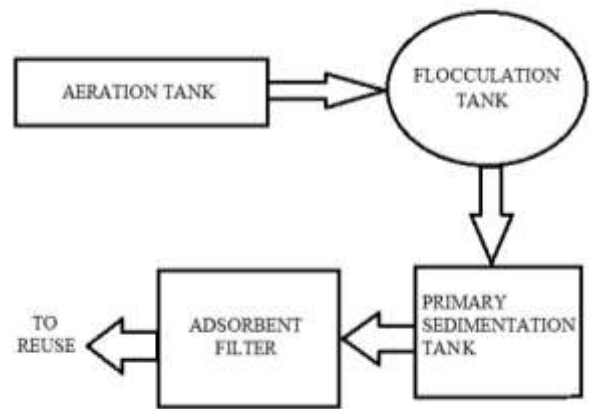 AERATION TANK
FLOCCULATION
TANK
PRIMARY
SEDIMENTATION
TANK
ADSORBENT
FILTER
TO
REUSE